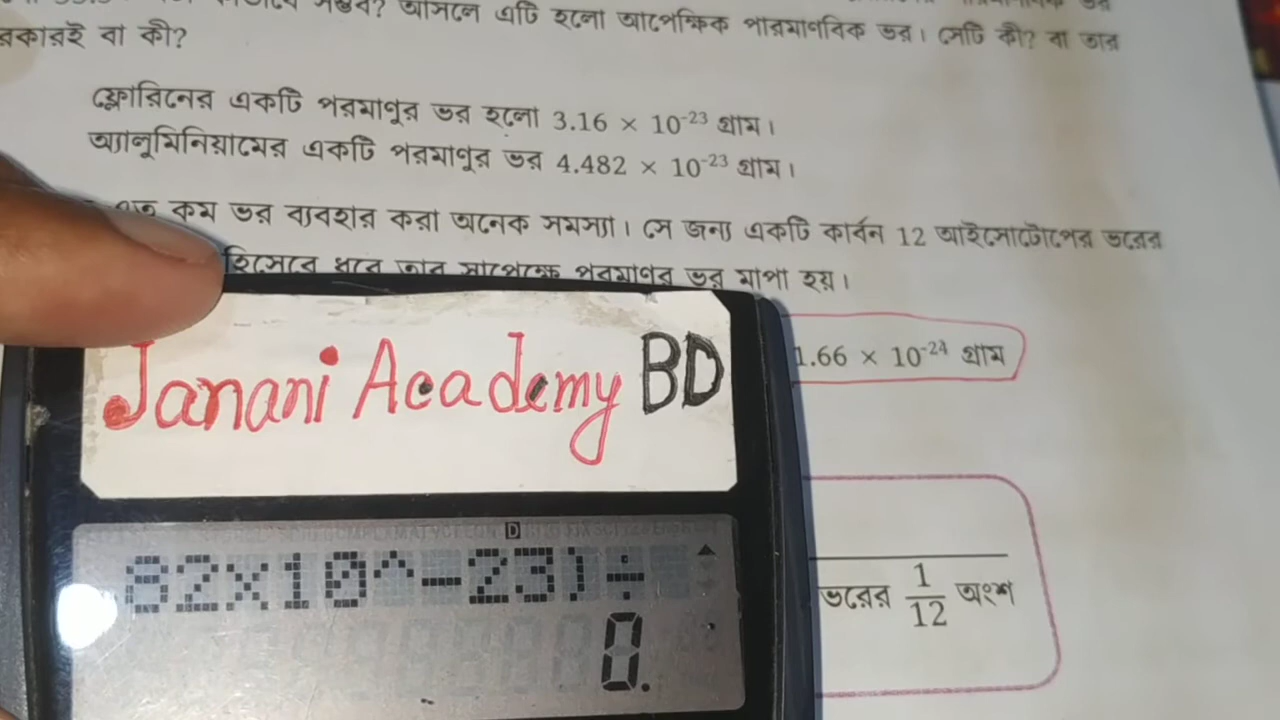 সম্ভব? আসলে এটি হলো আপেক্ষিক পারমাণবিক ভর। সেটি কী? বা তার
রকারই বা কী?
ফ্লোরিনের একটি পরমাণুর ভর হলো 3.16 × 10⁻²³ গ্রাম।
অ্যালুমিনিয়ামের একটি পরমাণুর ভর 4.482 × 10⁻²³ গ্রাম।
এত কম ভর ব্যবহার করা অনেক সমস্যা। সে জন্য একটি কার্বন 12 আইসোটোপের ভরের
হিসেবে ধরে তার সাপেক্ষে পরমাণুর ভর মাপা হয়।
1.66 × 10⁻²⁴ গ্রাম
Janani Academy BD
82x10^-23)÷
0.
ভরের 1/12 অংশ